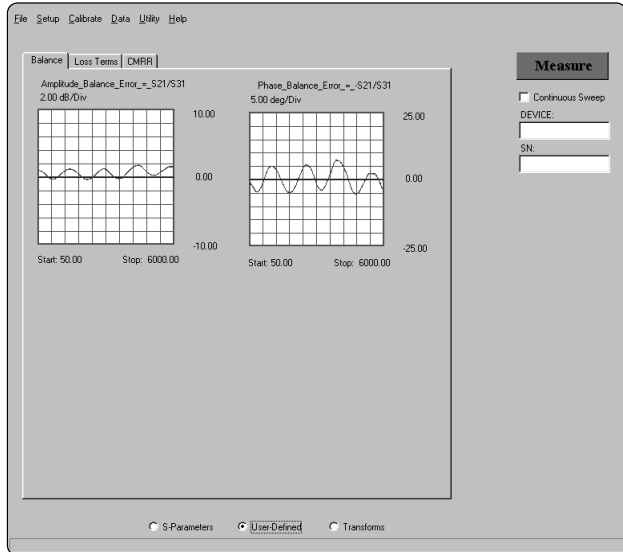 File Setup Calibrate Data Utility Help
Balance Loss Terms CMRR
Amplitude_Balance_Error_=_S21/S31
2.00 dB/Div
10.00
0.00
-10.00
Start: 50.00 Stop: 6000.00
Phase_Balance_Error_=_-S21/S31
5.00 deg/Div
25.00
0.00
-25.00
Start: 50.00 Stop: 6000.00
Measure
Continuous Sweep
DEVICE:
SN:
S-Parameters User-Defined Transforms